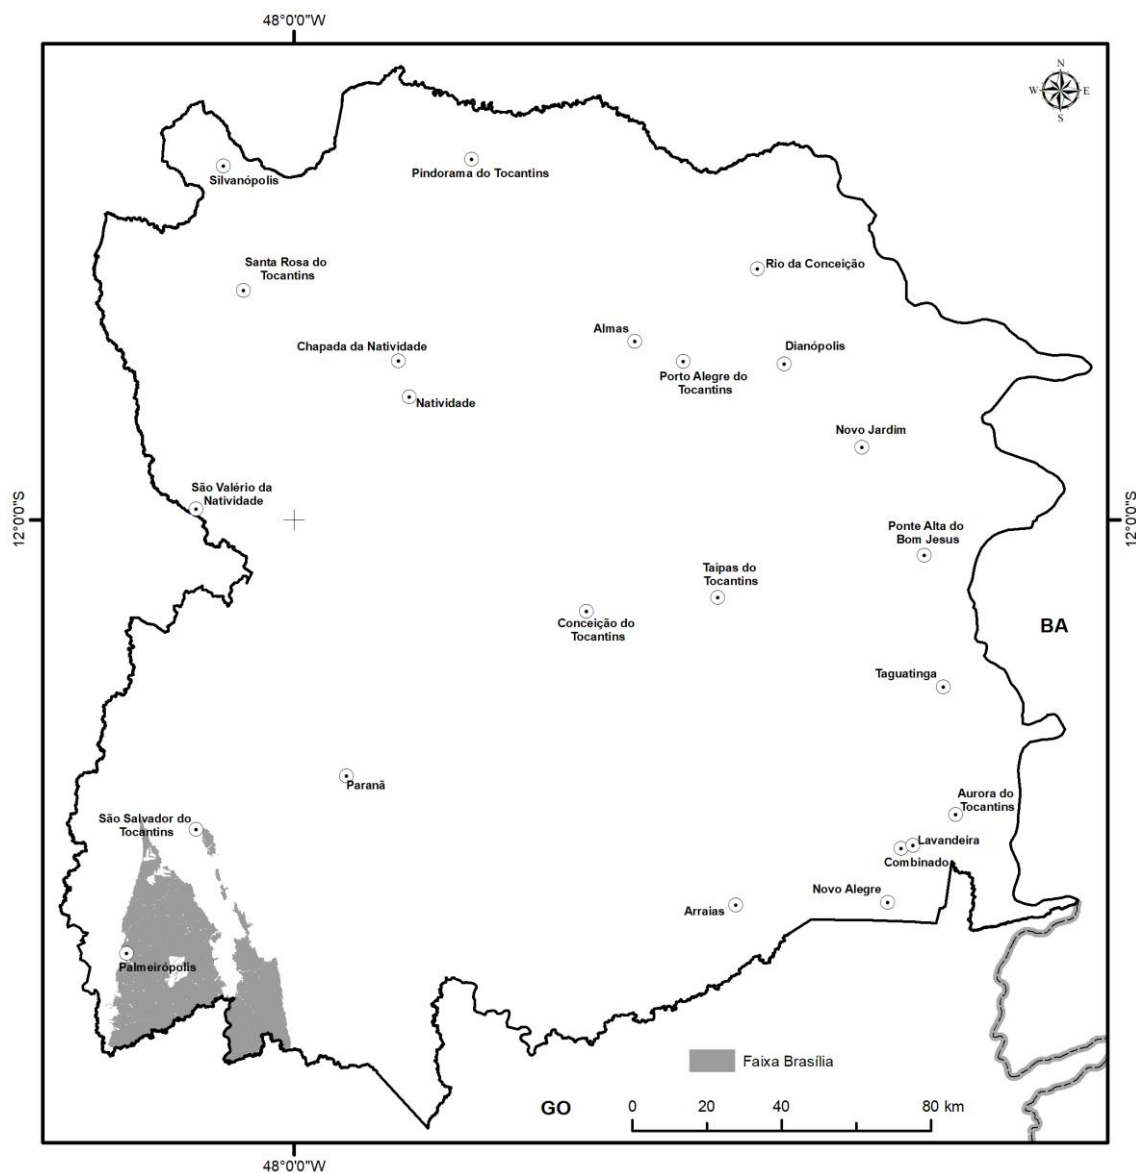 48°0'0"W
N
W
E
S
Pindorama do Tocantins
Silvanópolis
Santa Rosa do
Tocantins
Rio da Conceição
Almas
Chapada da Natividade
Dianópolis
Porto Alegre do
Tocantins
Natividade
Novo Jardim
São Valério da
Natividade
12°0'0"S
12°0'0"S
Ponte Alta do
Bom Jesus
Taipas do
Tocantins
Conceição do
Tocantins
BA
Taguatinga
Paranã
Aurora do
Tocantins
São Salvador do
Tocantins
Lavandeira
Combinado
Novo Alegre
Arraias
Palmeirópolis
Faixa Brasília
GO
0 20 40 80 km
48°0'0"W